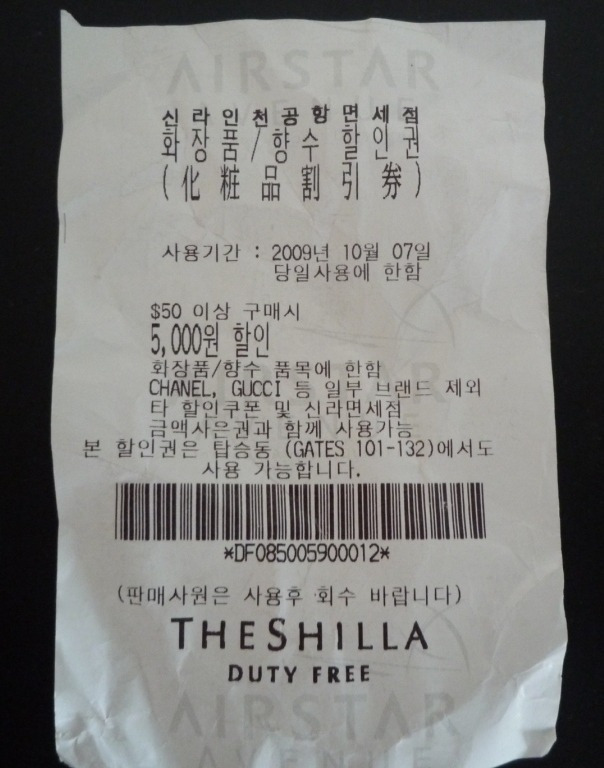 AIRSTAR
AVENUE
신라인천공항면세점
화장품/향수할인권
(化粧品割引券)
사용기간 : 2009년 10월 07일
당일사용에 한함
$50 이상 구매시
5,000원 할인
화장품/향수 품목에 한함
CHANEL, GUCCI 등 일부 브랜드 제외
타 할인쿠폰 및 신라면세점
금액사은권과 함께 사용가능
본 할인권은 탑승동 (GATES 101-132)에서도
사용 가능합니다.
*DF085005900012*
(판매사원은 사용후 회수 바랍니다)
THE SHILLA
DUTY FREE
AIRSTAR
AVENUE